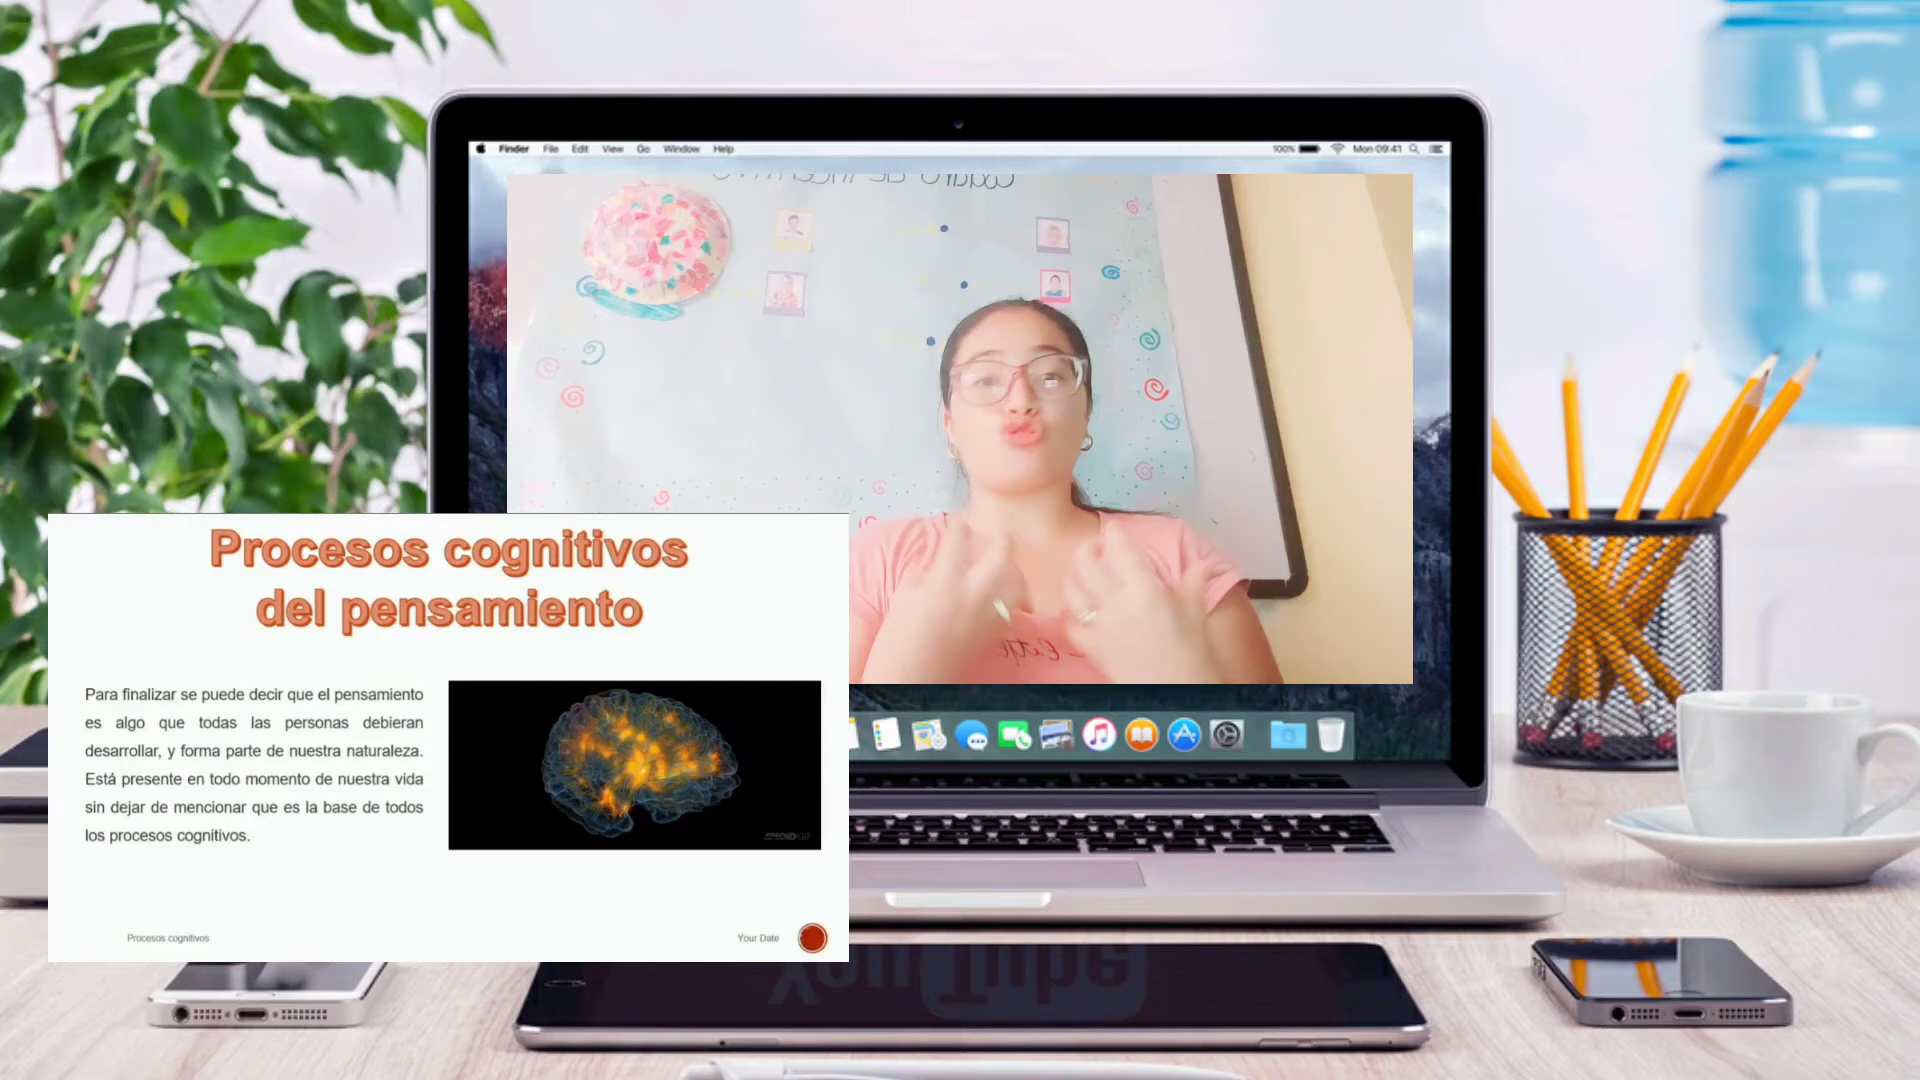 Finder File Edit View Go Window Help
100% Mon 09:41
Procesos cognitivos
del pensamiento
Para finalizar se puede decir que el pensamiento
es algo que todas las personas debieran
desarrollar, y forma parte de nuestra naturaleza.
Está presente en todo momento de nuestra vida
sin dejar de mencionar que es la base de todos
los procesos cognitivos.
Procesos cognitivos
Your Date
YouTube